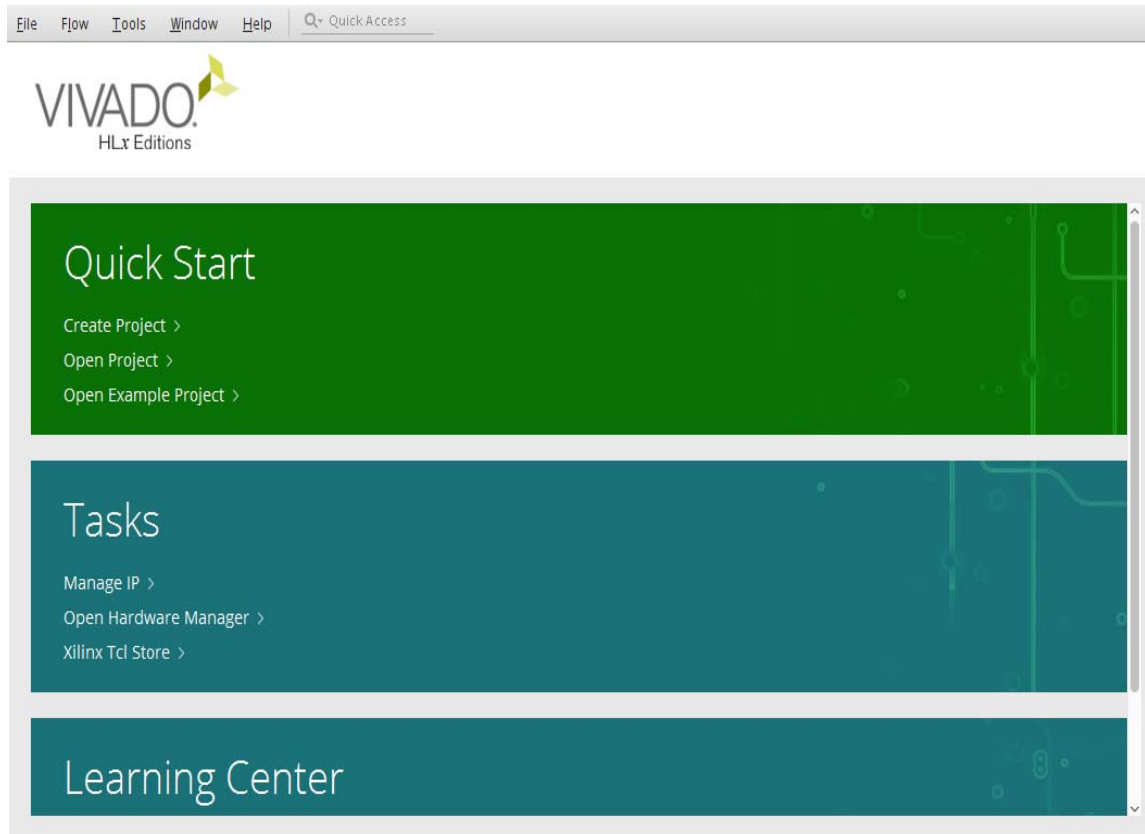 File Flow Tools Window Help Quick Access
VIVADO.
HLx Editions
Quick Start
Create Project >
Open Project >
Open Example Project >
Tasks
Manage IP >
Open Hardware Manager >
Xilinx Tcl Store >
Learning Center